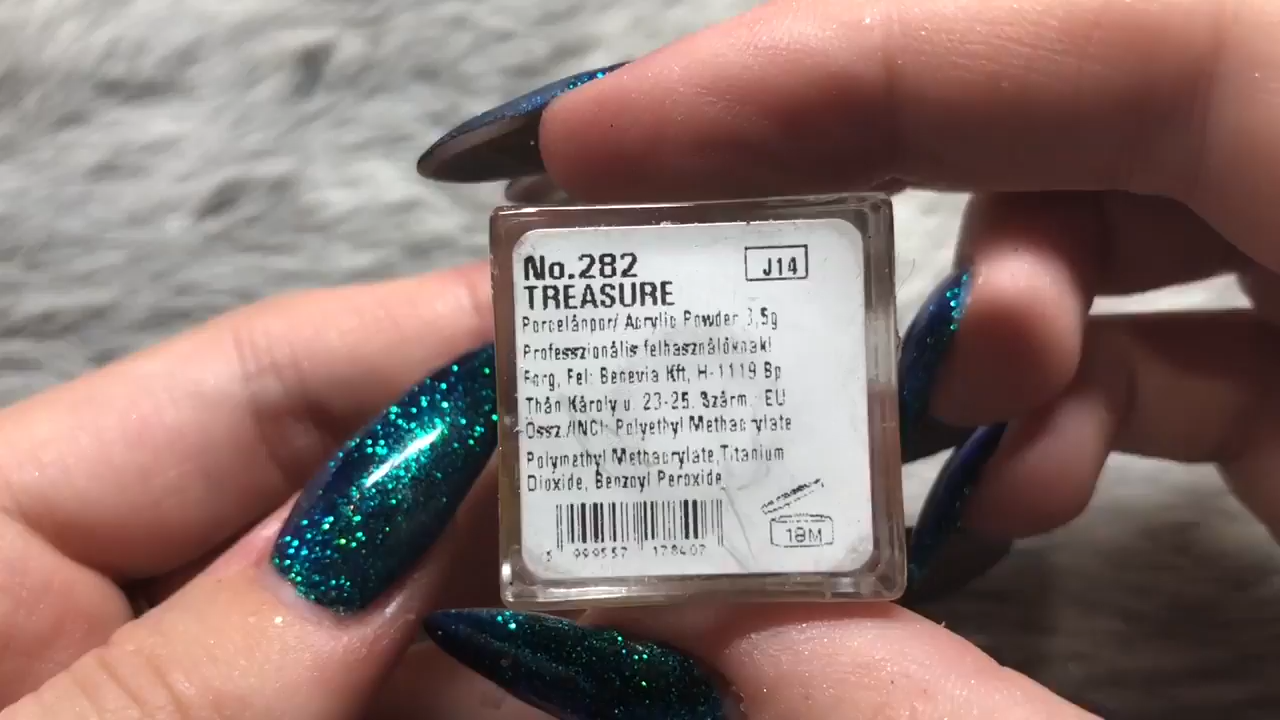 No.282
J14
TREASURE
Porcelánpor/ Acrylic Powder 3,5g
Professzionális felhasználóknak!
Forg. Fel: Benevia Kft, H-1119 Bp
Thán Károly u. 23-25. Szárm.: EU
Össz./INCI: Polyethyl Methacrylate
Polymethyl Methacrylate,Titanium
Dioxide, Benzoyl Peroxide
18M
5 999557 178407